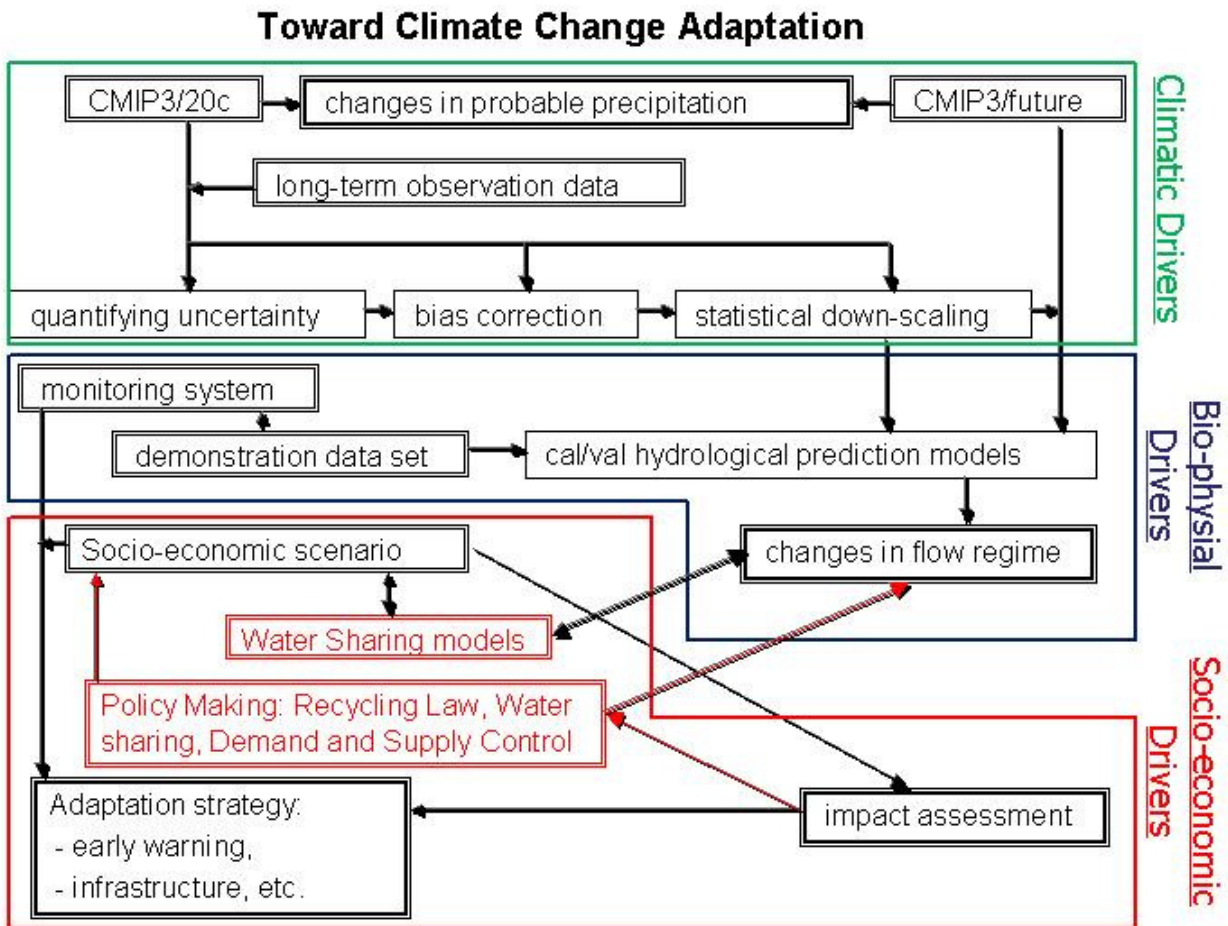 Toward Climate Change Adaptation
CMIP3/20c
changes in probable precipitation
CMIP3/future
long-term observation data
quantifying uncertainty
bias correction
statistical down-scaling
Climatic Drivers
monitoring system
demonstration data set
cal/val hydrological prediction models
changes in flow regime
Bio-physial
Drivers
Socio-economic scenario
Water Sharing models
Policy Making: Recycling Law, Water
sharing, Demand and Supply Control
Adaptation strategy:
- early warning,
- infrastructure, etc.
impact assessment
Socio-economic
Drivers